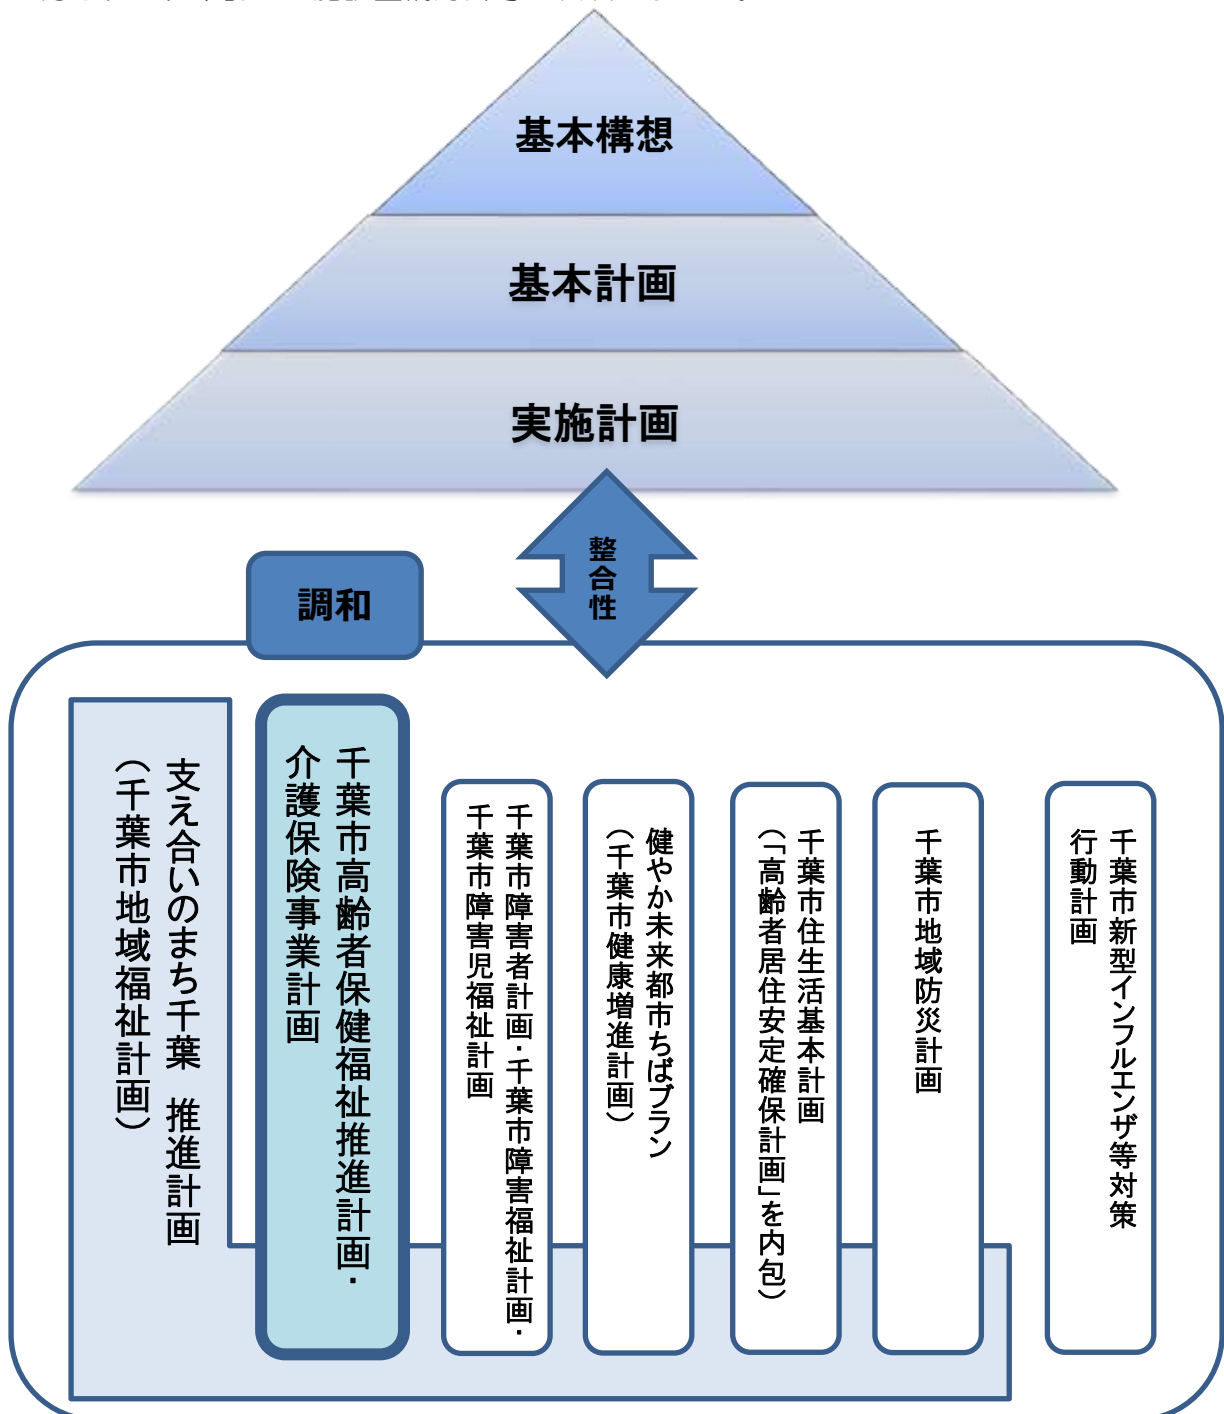 基本構想
基本計画
実施計画
整合性
調和
支え合いのまち千葉 推進計画
（千葉市地域福祉計画）
千葉市高齢者保健福祉推進計画・
介護保険事業計画
千葉市障害者計画・千葉市障害福祉計画・
千葉市障害児福祉計画
健やか未来都市ちばプラン
（千葉市健康増進計画）
千葉市住生活基本計画
（「高齢者居住安定確保計画」を内包）
千葉市地域防災計画
千葉市新型インフルエンザ等対策
行動計画